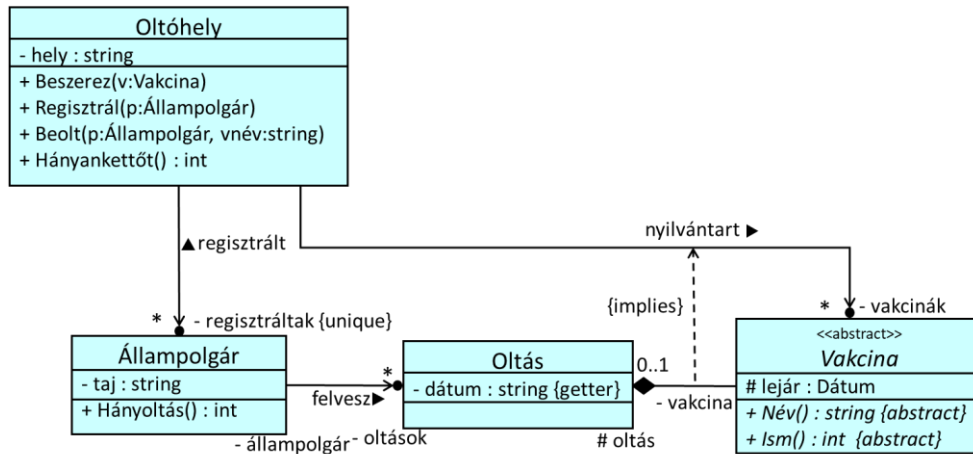 Oltóhely
- hely : string
+ Beszerez(v:Vakcina)
+ Regisztrál(p:Állampolgár)
+ Beolt(p:Állampolgár, vnév:string)
+ Hányankettőt() : int
▲regisztrált
nyilvántart ▶
{implies}
* - regisztráltak {unique}
* - vakcinák
Állampolgár
- taj : string
+ Hányoltás() : int
felvesz▶
*
Oltás
- dátum : string {getter}
0..1
- vakcina
<<abstract>>
Vakcina
# lejár : Dátum
+ Név() : string {abstract}
+ Ism() : int {abstract}
- állampolgár
- oltások
# oltás